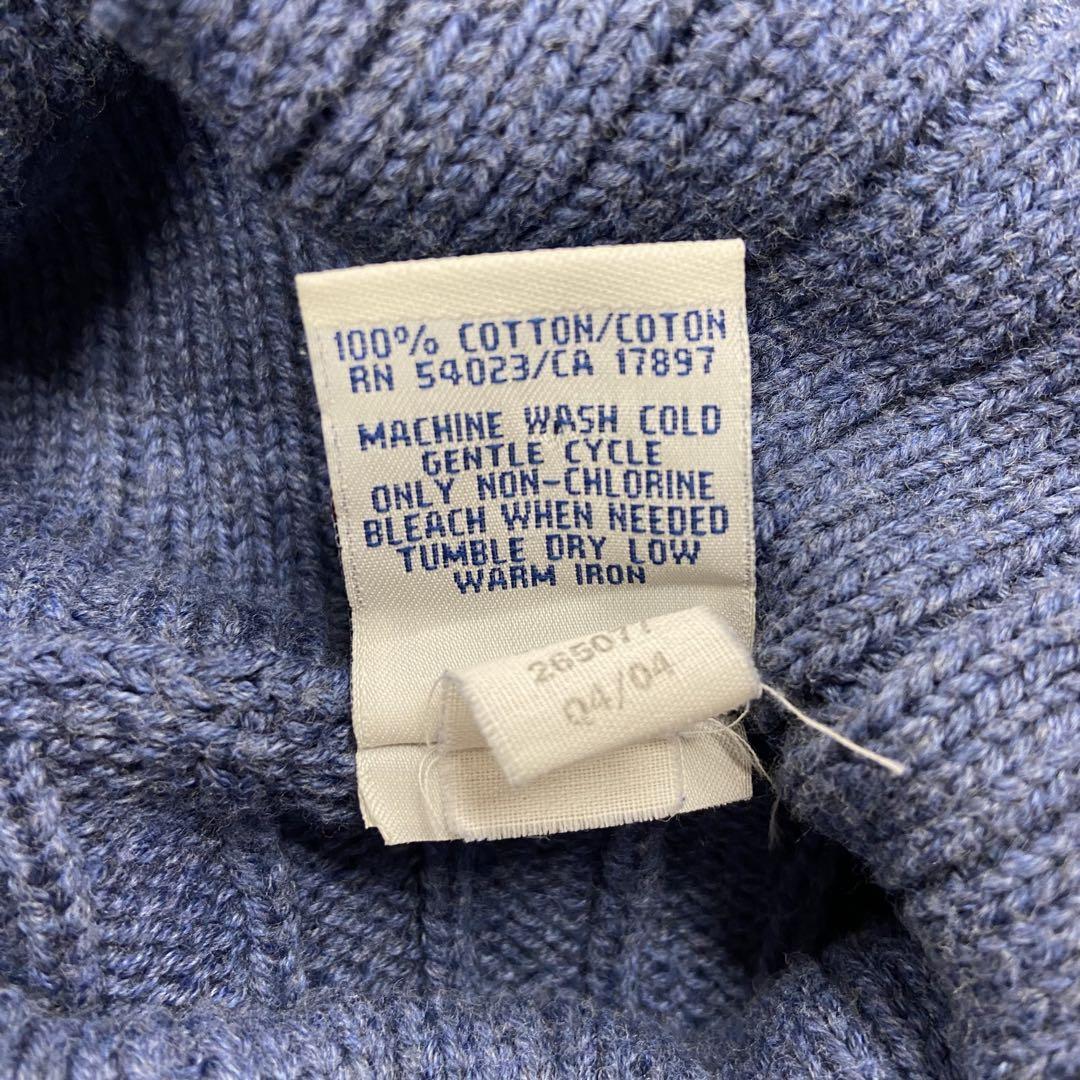 100% COTTON/COTON
RN 54023/CA 17897
MACHINE WASH COLD
GENTLE CYCLE
ONLY NON-CHLORINE
BLEACH WHEN NEEDED
TUMBLE DRY LOW
WARM IRON
04/04